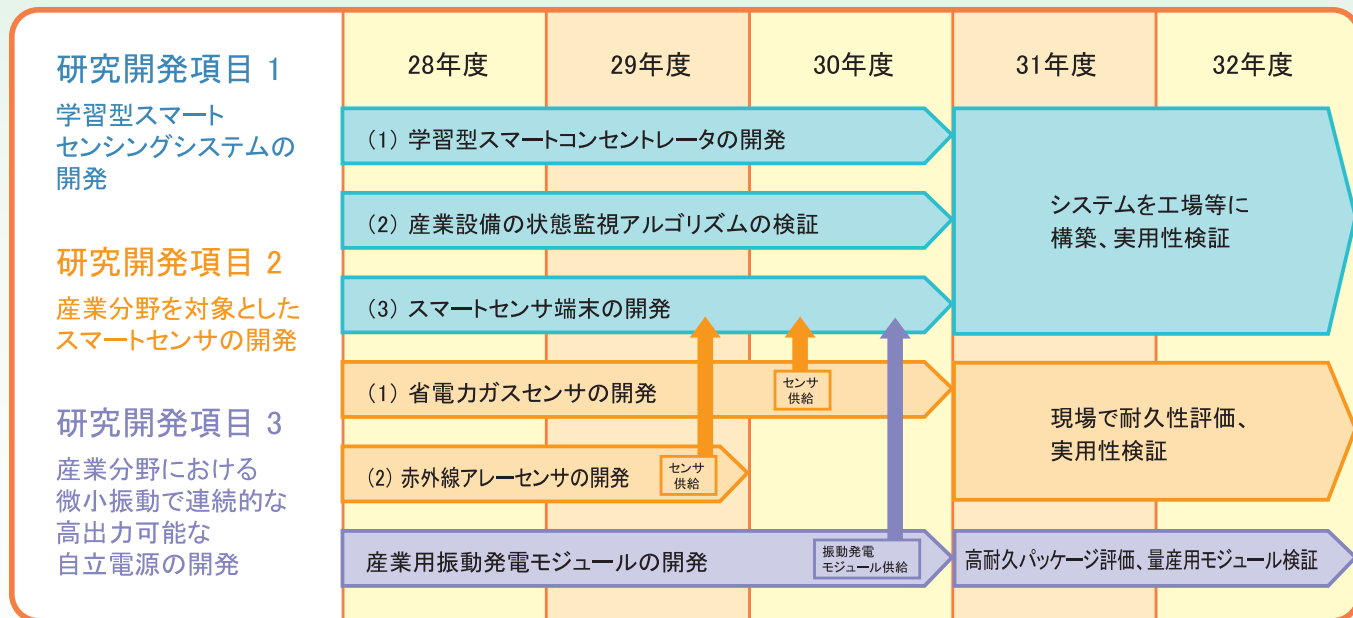 研究開発項目 1
学習型スマート
センシングシステムの
開発
研究開発項目 2
産業分野を対象とした
スマートセンサの開発
研究開発項目 3
産業分野における
微小振動で連続的な
高出力可能な
自立電源の開発
28年度 29年度 30年度 31年度 32年度
(1) 学習型スマートコンセントレータの開発
(2) 産業設備の状態監視アルゴリズムの検証
(3) スマートセンサ端末の開発
システムを工場等に
構築、実用性検証
(1) 省電力ガスセンサの開発
センサ
供給
(2) 赤外線アレーセンサの開発
センサ
供給
現場で耐久性評価、
実用性検証
産業用振動発電モジュールの開発
振動発電
モジュール供給
高耐久パッケージ評価、量産用モジュール検証